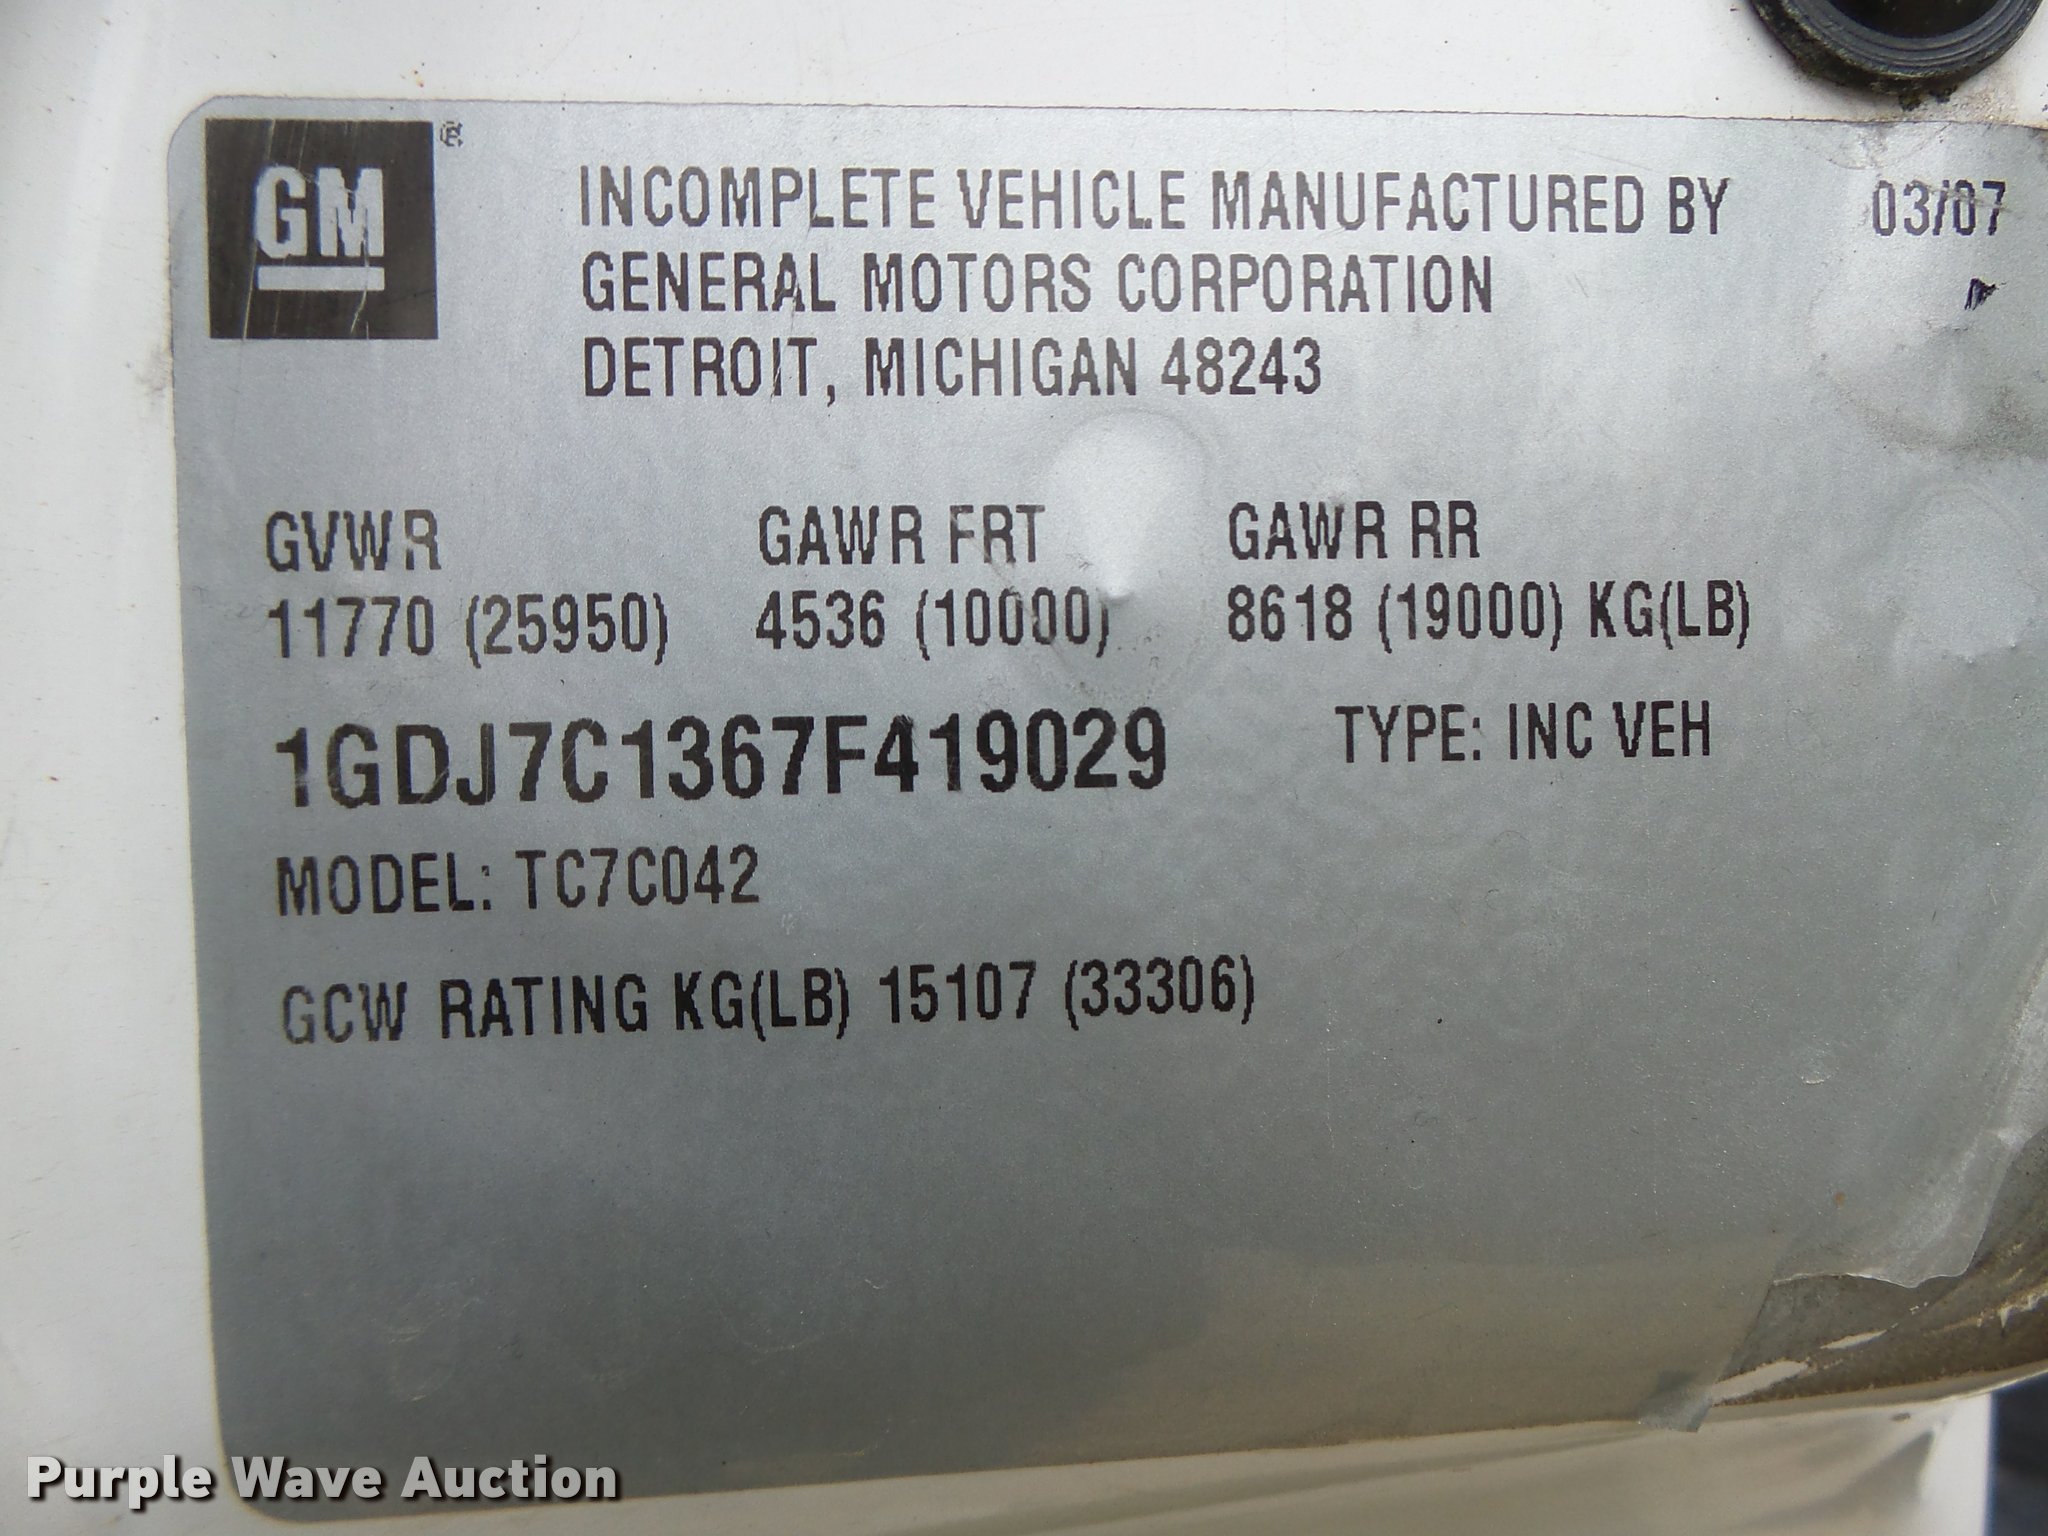 GM ®
INCOMPLETE VEHICLE MANUFACTURED BY 03/07
GENERAL MOTORS CORPORATION
DETROIT, MICHIGAN 48243
GVWR GAWR FRT GAWR RR
11770 (25950) 4536 (10000) 8618 (19000) KG(LB)
1GDJ7C1367F419029 TYPE: INC VEH
MODEL: TC7C042
GCW RATING KG(LB) 15107 (33306)
Purple Wave Auction